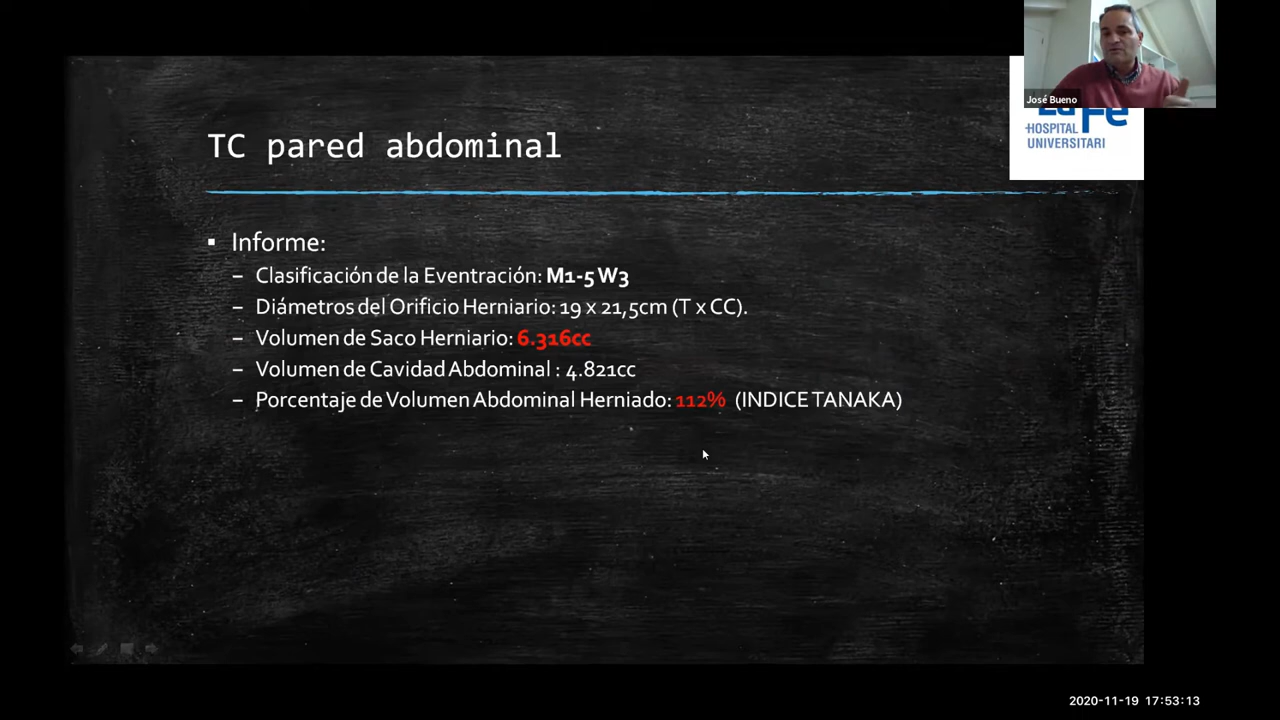 José Bueno
La Fe
HOSPITAL
UNIVERSITARI
TC pared abdominal
▪ Informe:
– Clasificación de la Eventración: M1-5 W3
– Diámetros del Orificio Herniario: 19 x 21,5cm (T x CC).
– Volumen de Saco Herniario: 6.316cc
– Volumen de Cavidad Abdominal : 4.821cc
– Porcentaje de Volumen Abdominal Herniado: 112% (INDICE TANAKA)
2020-11-19 17:53:13